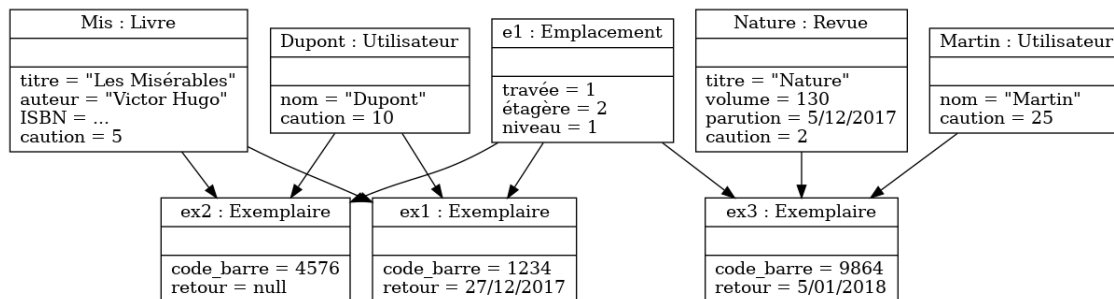 Mis : Livre
titre = "Les Misérables"
auteur = "Victor Hugo"
ISBN = ...
caution = 5
Dupont : Utilisateur
nom = "Dupont"
caution = 10
e1 : Emplacement
travée = 1
étagère = 2
niveau = 1
Nature : Revue
titre = "Nature"
volume = 130
parution = 5/12/2017
caution = 2
Martin : Utilisateur
nom = "Martin"
caution = 25
ex2 : Exemplaire
code_barre = 4576
retour = null
ex1 : Exemplaire
code_barre = 1234
retour = 27/12/2017
ex3 : Exemplaire
code_barre = 9864
retour = 5/01/2018